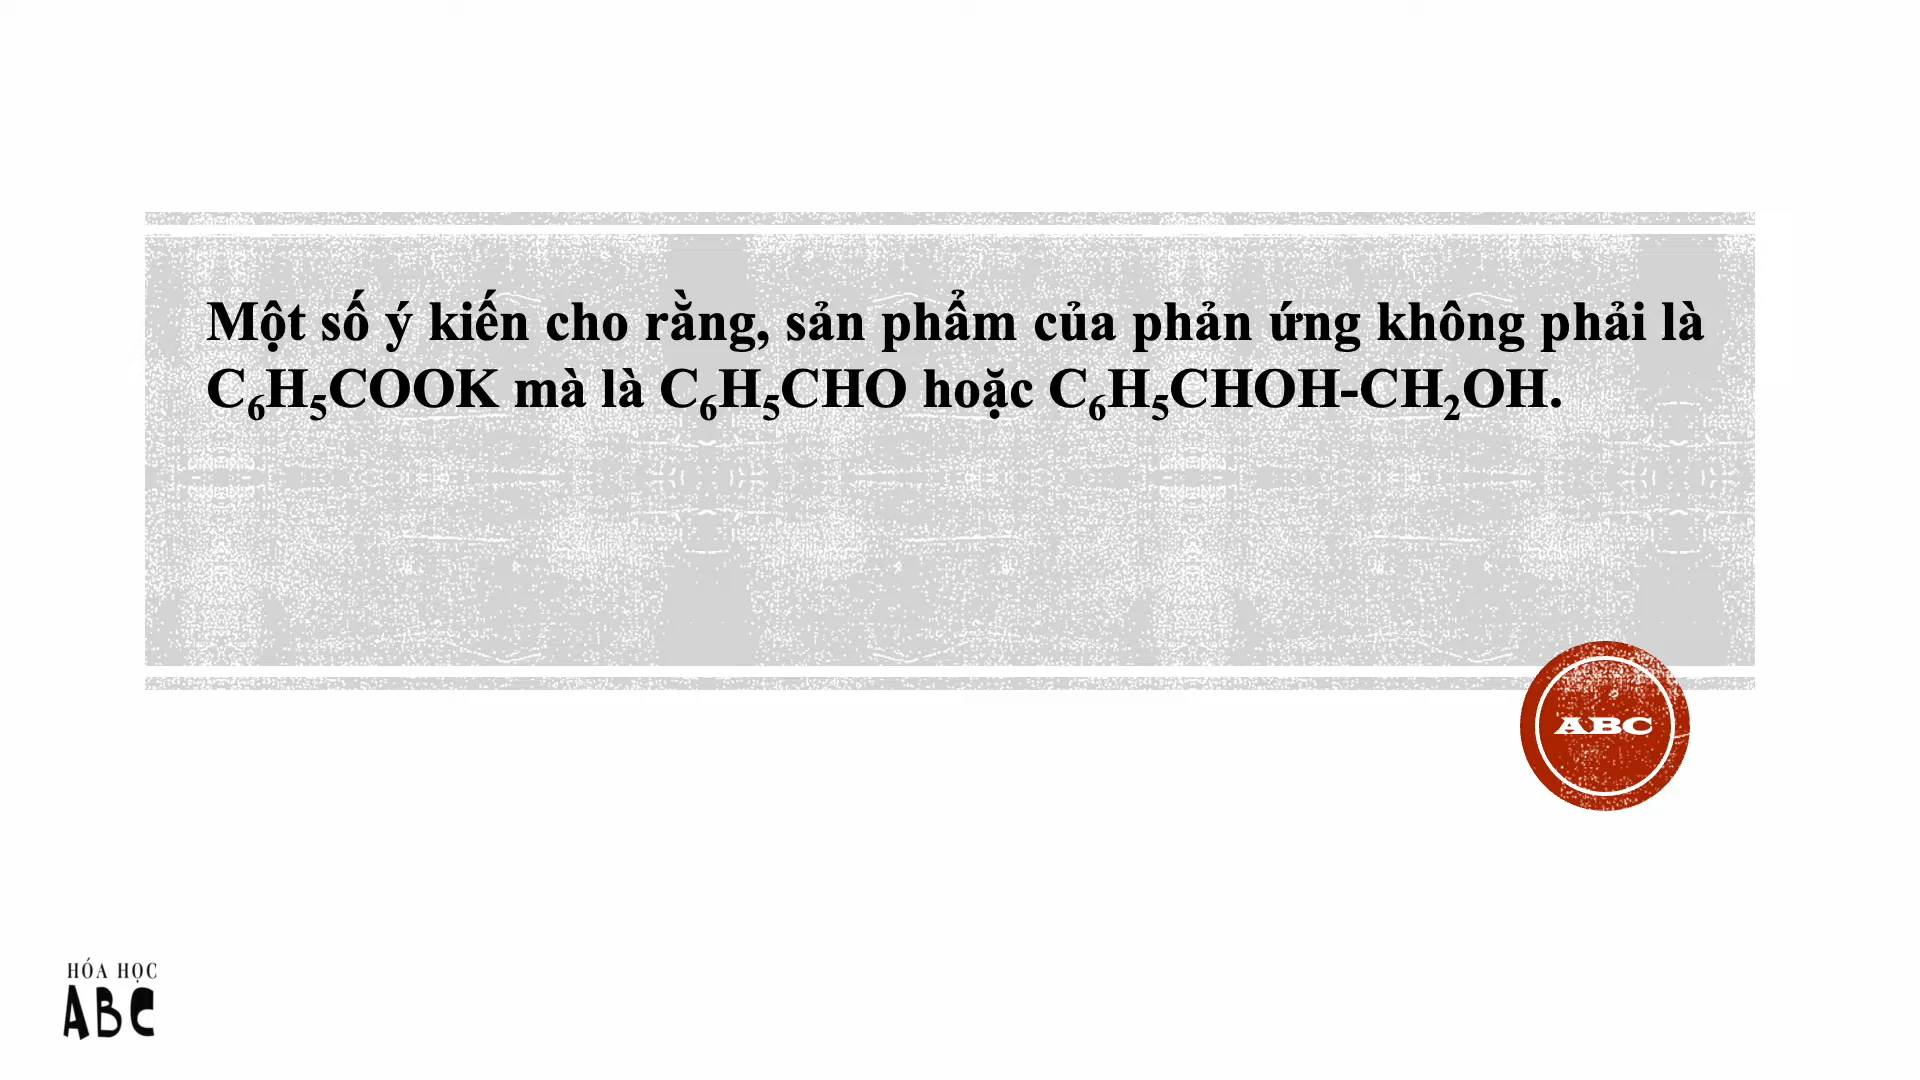 Một số ý kiến cho rằng, sản phẩm của phản ứng không phải là
C₆H₅COOK mà là C₆H₅CHO hoặc C₆H₅CHOH-CH₂OH.
ABC
HÓA HỌC
ABC